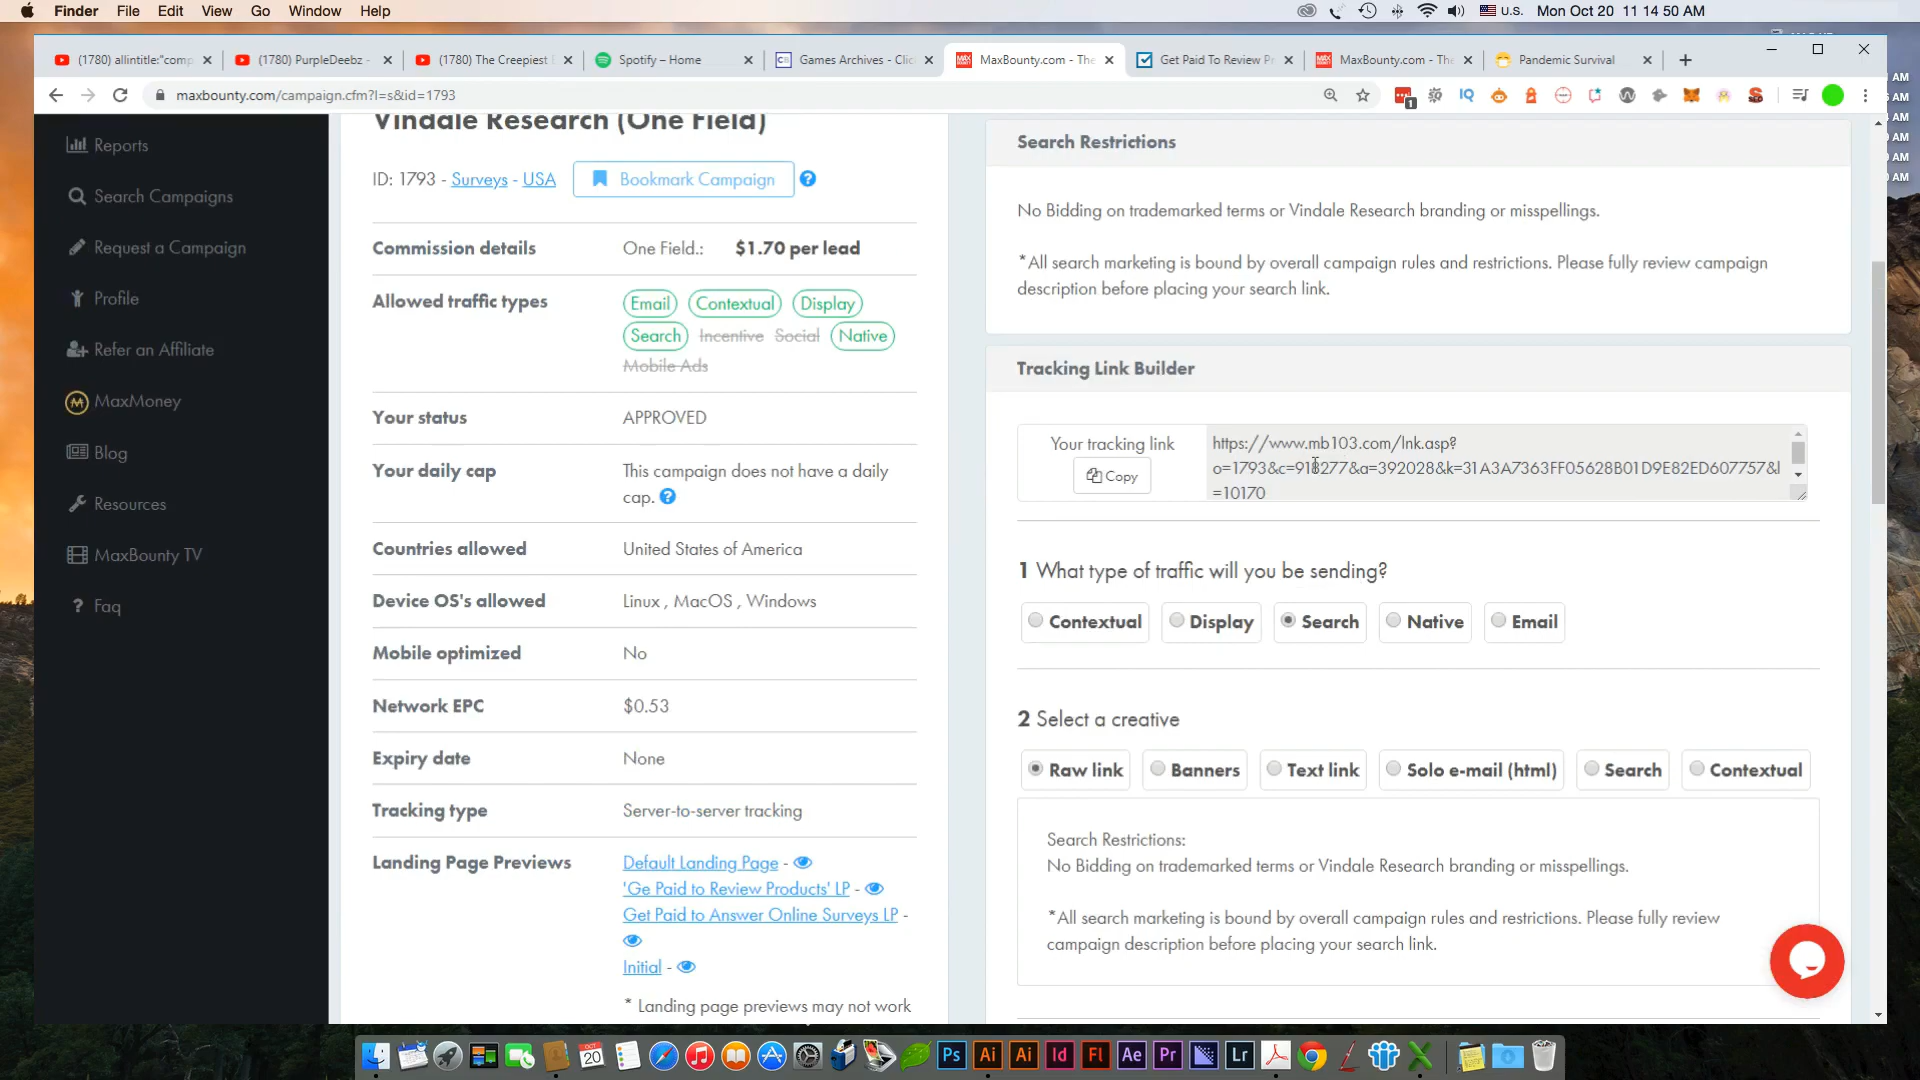 Finder File Edit View Go Window Help
U.S. Mon Oct 20 11 14 50 AM
(1780) allintitle:"comp
(1780) PurpleDeebz -
(1780) The Creepiest
Spotify – Home
Games Archives - Clic
MaxBounty.com - The
Get Paid To Review P
MaxBounty.com - The
Pandemic Survival
maxbounty.com/campaign.cfm?l=s&id=1793
Reports
Search Campaigns
Request a Campaign
Profile
Refer an Affiliate
MaxMoney
Blog
Resources
MaxBounty TV
Faq
Vindale Research (One Field)
ID: 1793 - Surveys - USA Bookmark Campaign
Commission details One Field.: $1.70 per lead
Allowed traffic types Email Contextual Display
Search Incentive Social Native
Mobile Ads
Your status APPROVED
Your daily cap This campaign does not have a daily
cap.
Countries allowed United States of America
Device OS's allowed Linux , MacOS , Windows
Mobile optimized No
Network EPC $0.53
Expiry date None
Tracking type Server-to-server tracking
Landing Page Previews Default Landing Page -
'Ge Paid to Review Products' LP -
Get Paid to Answer Online Surveys LP -
Initial -
* Landing page previews may not work
Search Restrictions
No Bidding on trademarked terms or Vindale Research branding or misspellings.
*All search marketing is bound by overall campaign rules and restrictions. Please fully review campaign
description before placing your search link.
Tracking Link Builder
Your tracking link
Copy
https://www.mb103.com/lnk.asp?
o=1793&c=918277&a=392028&k=31A3A7363FF05628B01D9E82ED607757&l
=10170
1 What type of traffic will you be sending?
Contextual Display Search Native Email
2 Select a creative
Raw link Banners Text link Solo e-mail (html) Search Contextual
Search Restrictions:
No Bidding on trademarked terms or Vindale Research branding or misspellings.
*All search marketing is bound by overall campaign rules and restrictions. Please fully review
campaign description before placing your search link.
20 Ps Ai Ai Id Fl Ae Pr Lr